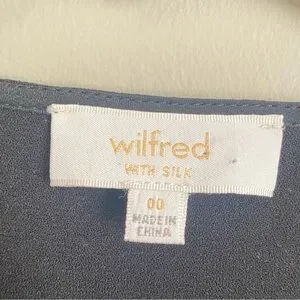 wilfred
WITH SILK
00
MADE IN
CHINA